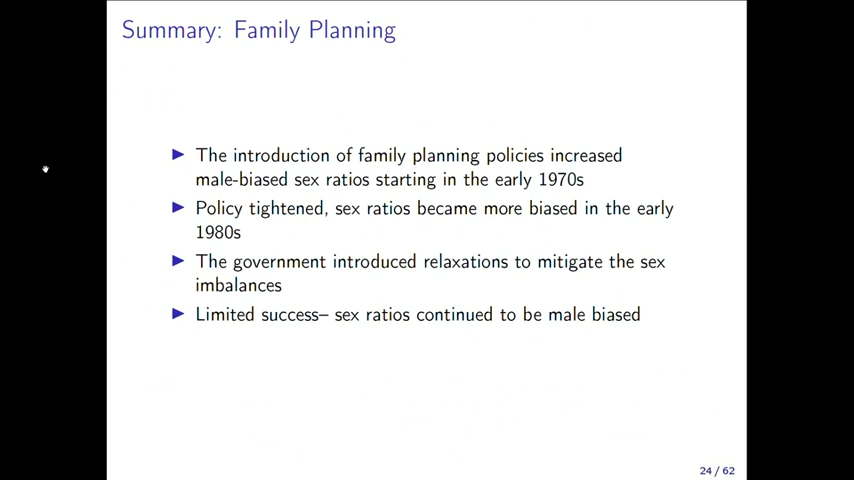 Summary: Family Planning
The introduction of family planning policies increased
male-biased sex ratios starting in the early 1970s
Policy tightened, sex ratios became more biased in the early
1980s
The government introduced relaxations to mitigate the sex
imbalances
Limited success– sex ratios continued to be male biased
24 / 62